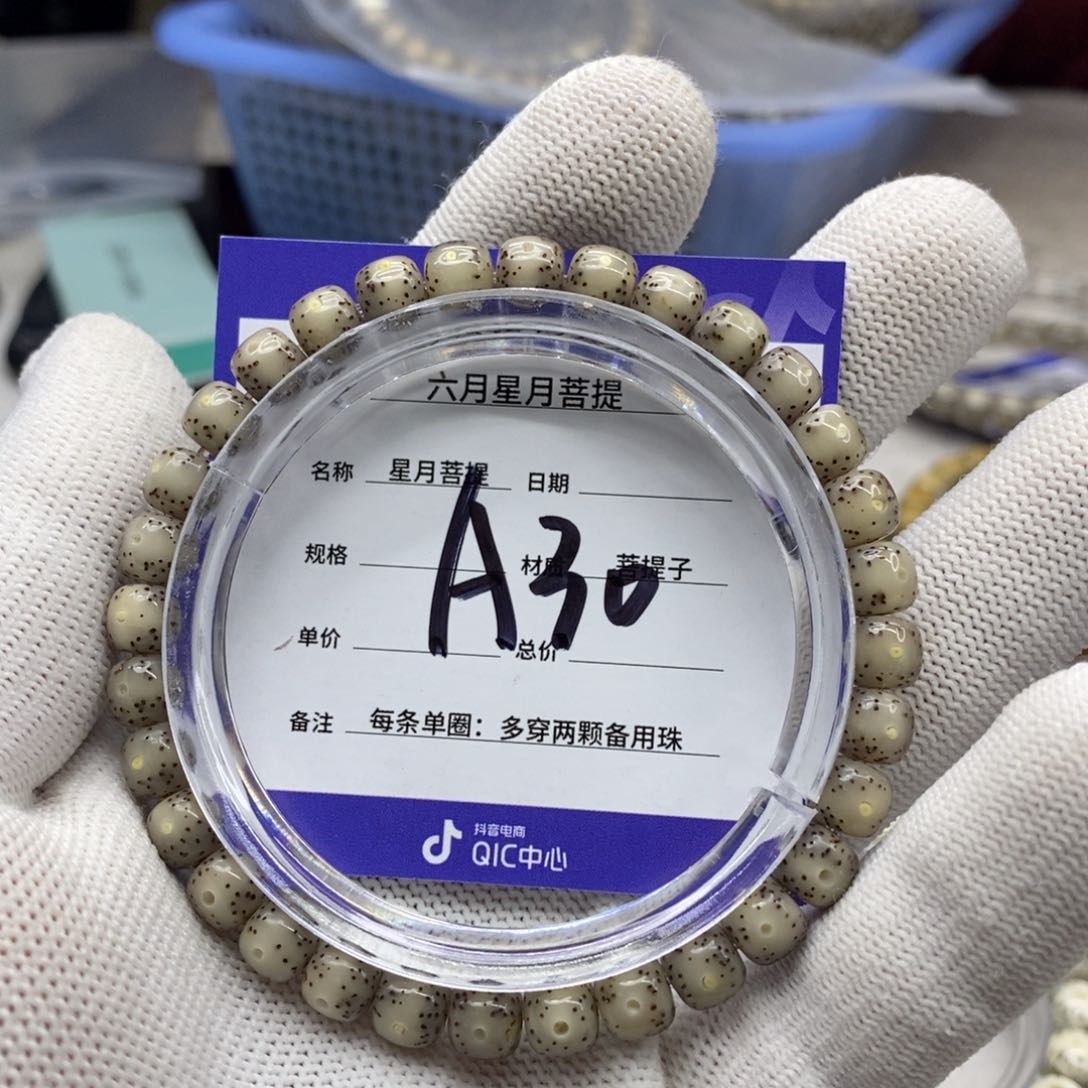 六月星月菩提
名称 星月菩提 日期
规格 材质 菩提子
A30
单价 总价
备注 每条单圈：多穿两颗备用珠
抖音电商
QIC中心